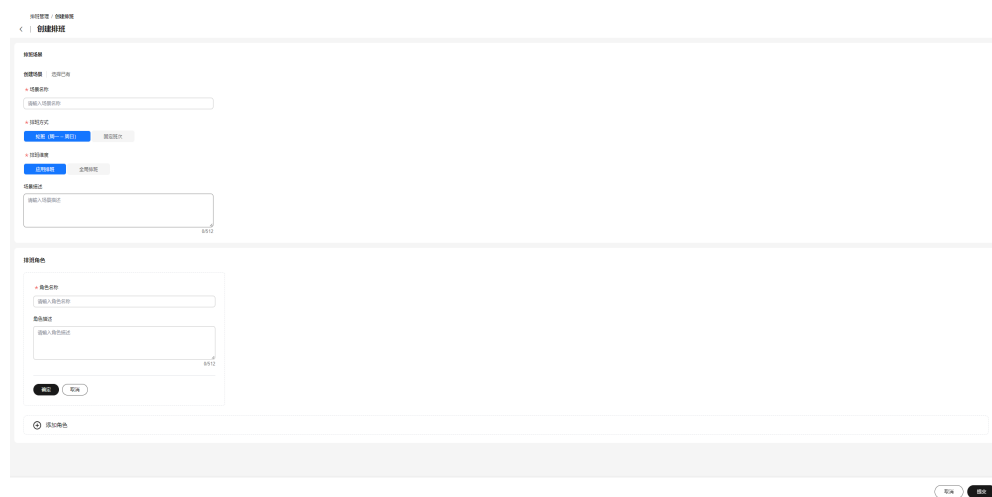 排班管理 / 创建排班
创建排班
排班场景
创建场景 | 选择已有
* 场景名称
请输入场景名称
* 排班方式
轮班（周一 ~ 周日） 固定班次
* 排班维度
应用排班 全局排班
场景描述
请输入场景描述
0/512
排班角色
* 角色名称
请输入角色名称
角色描述
请输入角色描述
0/512
确定 取消
添加角色
取消 提交